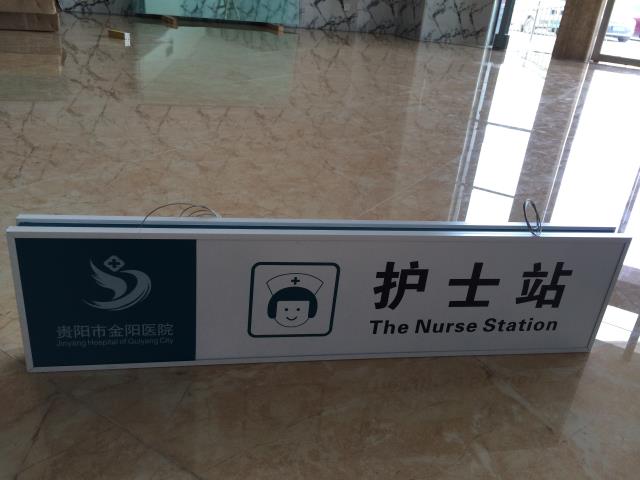 贵阳市金阳医院
Jinyang Hospital of Guiyang City
护士站
The Nurse Station